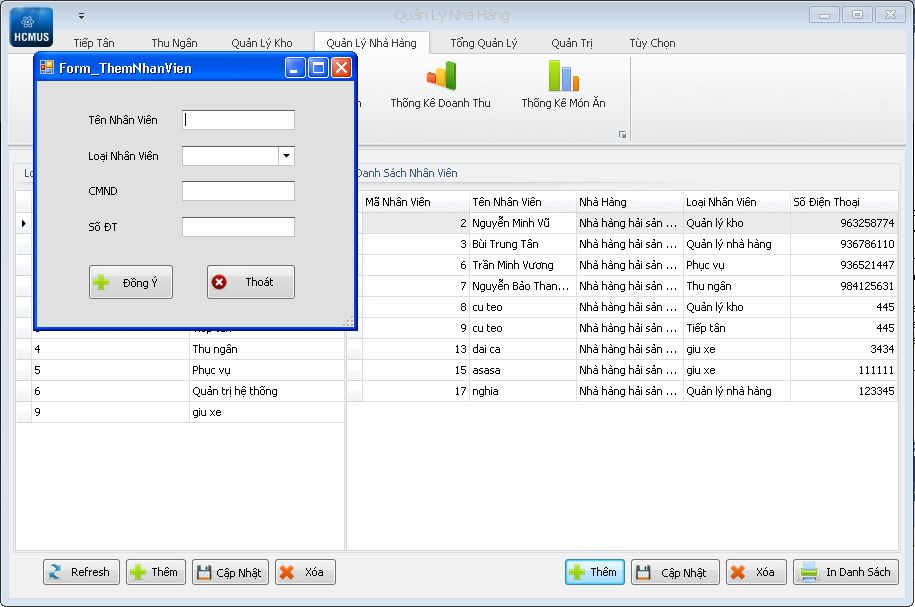 Quản Lý Nhà Hàng
HCMUS
Tiếp Tân Thu Ngân Quản Lý Kho Quản Lý Nhà Hàng Tổng Quản Lý Quản Trị Tùy Chọn
Form_ThemNhanVien
Tên Nhân Viên
Loại Nhân Viên
CMND
Số ĐT
Đồng Ý Thoát
Thống Kê Doanh Thu Thống Kê Món Ăn
Danh Sách Nhân Viên
Mã Nhân Viên Tên Nhân Viên Nhà Hàng Loại Nhân Viên Số Điện Thoại
2 Nguyễn Minh Vũ Nhà hàng hải sản ... Quản lý kho 963258774
3 Bùi Trung Tấn Nhà hàng hải sản ... Quản lý nhà hàng 936786110
6 Trần Minh Vương Nhà hàng hải sản ... Phục vụ 936521447
7 Nguyễn Bảo Than... Nhà hàng hải sản ... Thu ngân 984125631
8 cu teo Nhà hàng hải sản ... Quản lý kho 445
9 cu teo Nhà hàng hải sản ... Tiếp tân 445
13 dai ca Nhà hàng hải sản ... giu xe 3434
15 asasa Nhà hàng hải sản ... giu xe 111111
17 nghia Nhà hàng hải sản ... Quản lý nhà hàng 123345
4 Thu ngân
5 Phục vụ
6 Quản trị hệ thống
9 giu xe
Refresh Thêm Cập Nhật Xóa
Thêm Cập Nhật Xóa In Danh Sách